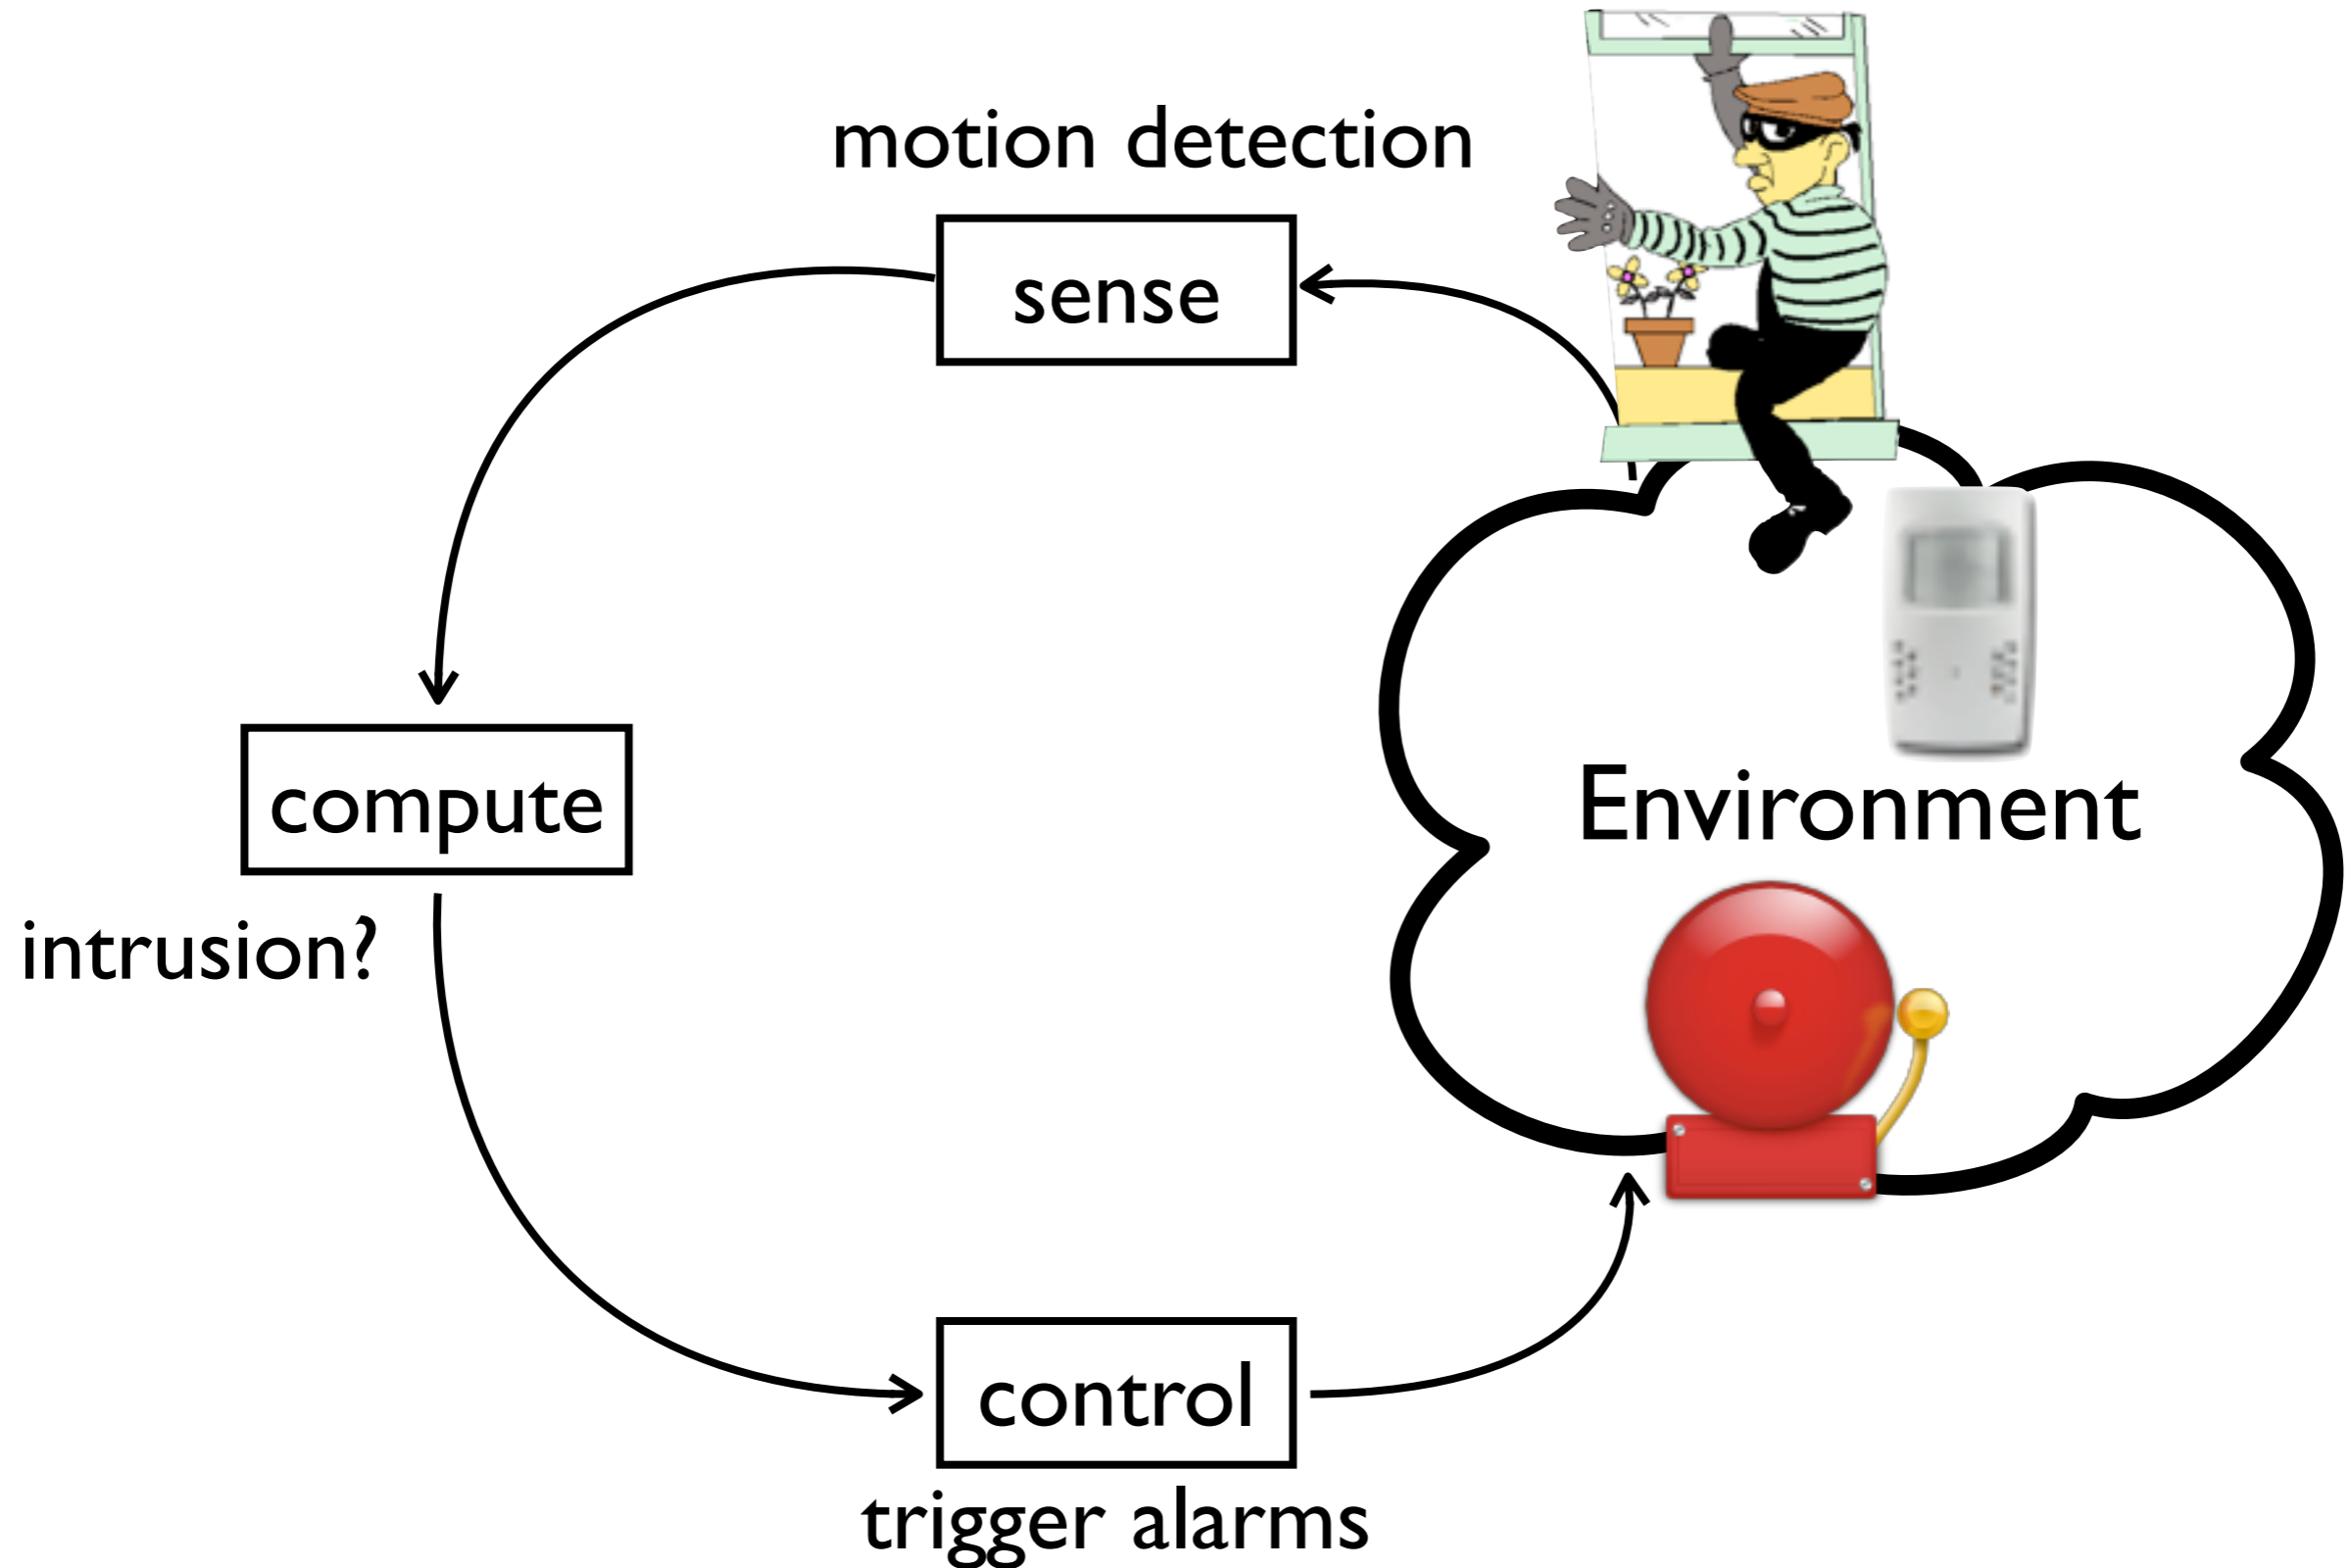 motion detection
sense
compute
intrusion?
Environment
control
trigger alarms